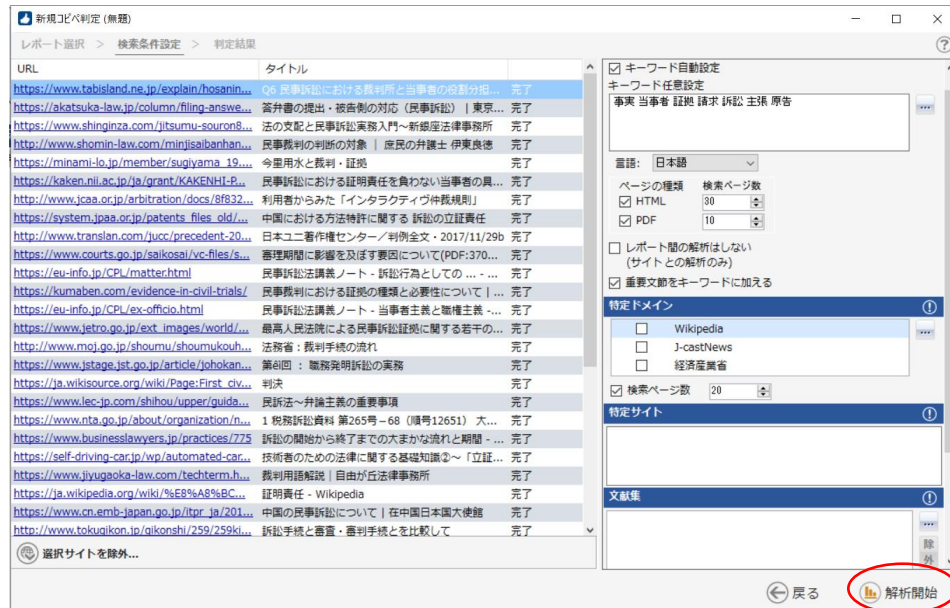 新規コピペ判定 (無題)
レポート選択 > 検索条件設定 > 判定結果
URL タイトル
https://www.tabisland.ne.jp/explain/hosanin... Q6 民事訴訟における裁判所と当事者の役割分担... 完了
https://akatsuka-law.jp/column/filing-answe... 答弁書の提出・被告側の対応（民事訴訟）｜東京... 完了
https://www.shinginza.com/jitsumu-souron8... 法の支配と民事訴訟実務入門～新銀座法律事務所 完了
http://www.shomin-law.com/minjisaibanhan... 民事裁判の判断の対象 ｜ 庶民の弁護士 伊東良徳 完了
https://minami-lo.jp/member/sugiyama_19.... 今里用水と裁判・証拠 完了
https://kaken.nii.ac.jp/ja/grant/KAKENHI-P... 民事訴訟における証明責任を負わない当事者の具... 完了
http://www.jcaa.or.jp/arbitration/docs/8f832... 利用者からみた「インタラクティヴ仲裁規則」 完了
https://system.jpaa.or.jp/patents_files_old/... 中国における方法特許に関する 訴訟の立証責任 完了
http://www.translan.com/jucc/precedent-20... 日本ユニ著作権センター／判例全文・2017/11/29b 完了
https://www.courts.go.jp/saikosai/vc-files/s... 審理期間に影響を及ぼす要因について(PDF:370... 完了
https://eu-info.jp/CPL/matter.html 民事訴訟法講義ノート - 訴訟行為としての ... - ... 完了
https://kumaben.com/evidence-in-civil-trials/ 民事裁判における証拠の種類と必要性について | ... 完了
https://eu-info.jp/CPL/ex-officio.html 民事訴訟法講義ノート - 当事者主義と職権主義 -... 完了
https://www.jetro.go.jp/ext_images/world/... 最高人民法院による民事訴訟証拠に関する若干の... 完了
http://www.moj.go.jp/shoumu/shoumukouh... 法務省：裁判手続の流れ 完了
https://www.jstage.jst.go.jp/article/johokan... 完了
https://ja.wikisource.org/wiki/Page:First_civ... 判決 完了
https://www.lec-jp.com/shihou/upper/guida... 民訴法～弁論主義の重要事項 完了
https://www.nta.go.jp/about/organization/n... 1 税務訴訟資料 第265号－68（順号12651） 大... 完了
https://www.businesslawyers.jp/practices/775 訴訟の開始から終了までの大まかな流れと期間 - ... 完了
https://self-driving-car.jp/wp/automated-car... 技術者のための法律に関する基礎知識②～「立証... 完了
https://www.jiyugaoka-law.com/techterm.h... 裁判用語解説｜自由が丘法律事務所 完了
https://ja.wikipedia.org/wiki/%E8%A8%BC... 証明責任 - Wikipedia 完了
https://www.cn.emb-japan.go.jp/itpr_ja/201... 中国の民事訴訟について｜在中国日本国大使館 完了
http://www.tokugikon.jp/gikonshi/259/259ki... 訴訟手続と審査・審判手続とを比較して 完了
選択サイトを除外...
キーワード自動設定
キーワード任意設定
事実 当事者 証拠 請求 訴訟 主張 原告
言語: 日本語
ページの種類 検索ページ数
HTML 30
PDF 10
レポート間の解析はしない
(サイトとの解析のみ)
重要文節をキーワードに加える
特定ドメイン
Wikipedia
J-castNews
経済産業省
検索ページ数 20
特定サイト
文献集
除
外
戻る 解析開始